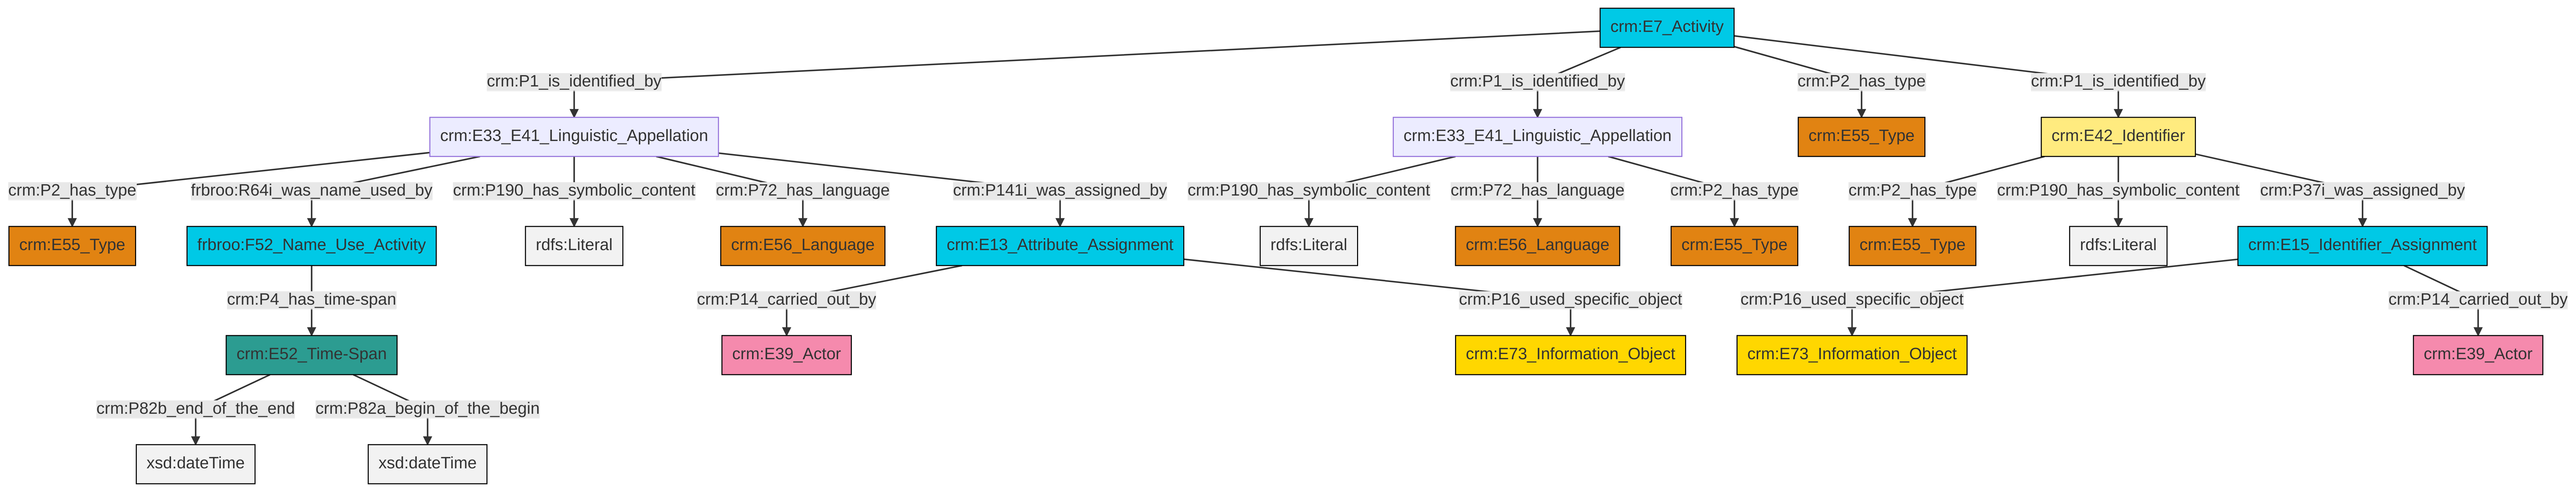 crm:E7_Activity
crm:P1_is_identified_by
crm:P1_is_identified_by
crm:P2_has_type
crm:P1_is_identified_by
crm:E33_E41_Linguistic_Appellation
crm:E33_E41_Linguistic_Appellation
crm:E55_Type
crm:E42_Identifier
crm:P2_has_type
frbroo:R64i_was_name_used_by
crm:P190_has_symbolic_content
crm:P72_has_language
crm:P141i_was_assigned_by
crm:P190_has_symbolic_content
crm:P72_has_language
crm:P2_has_type
crm:P2_has_type
crm:P190_has_symbolic_content
crm:P37i_was_assigned_by
crm:E55_Type
frbroo:F52_Name_Use_Activity
rdfs:Literal
crm:E56_Language
crm:E13_Attribute_Assignment
rdfs:Literal
crm:E56_Language
crm:E55_Type
crm:E55_Type
rdfs:Literal
crm:E15_Identifier_Assignment
crm:P4_has_time-span
crm:P14_carried_out_by
crm:P16_used_specific_object
crm:P16_used_specific_object
crm:P14_carried_out_by
crm:E52_Time-Span
crm:E39_Actor
crm:E73_Information_Object
crm:E73_Information_Object
crm:E39_Actor
crm:P82b_end_of_the_end
crm:P82a_begin_of_the_begin
xsd:dateTime
xsd:dateTime